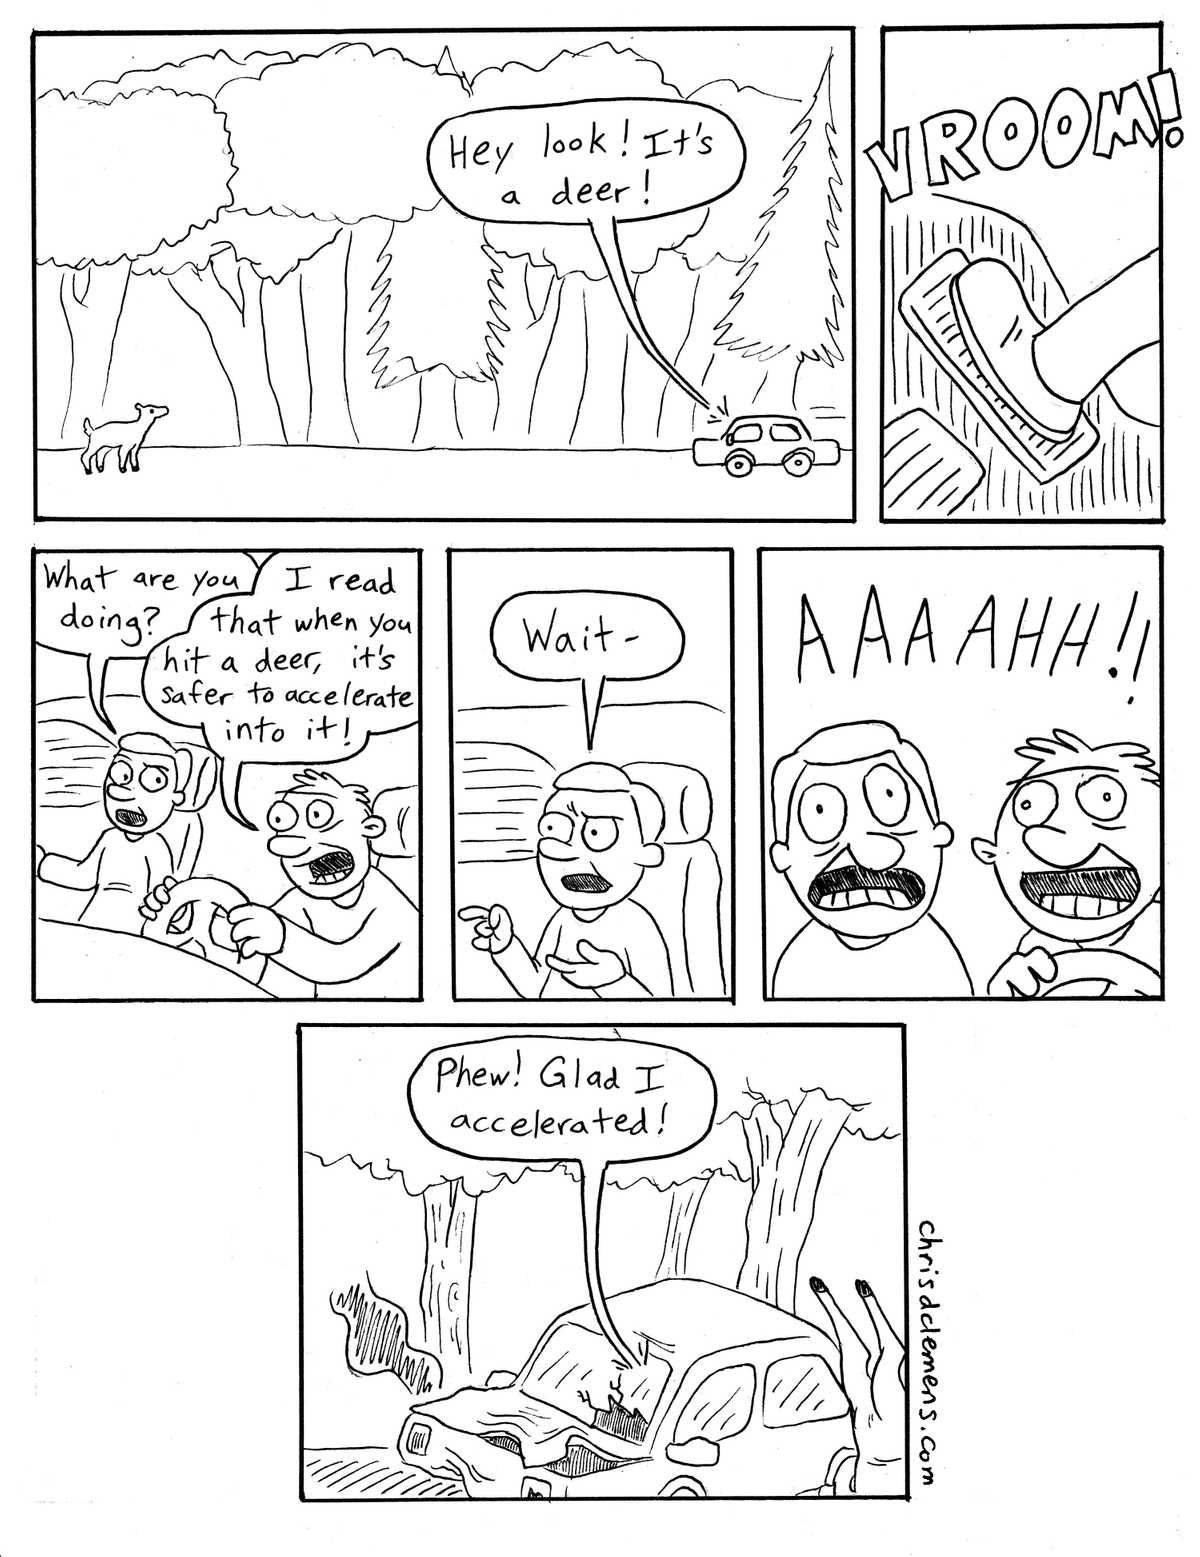 Hey look! It's
a deer!
VROOM!
What are you
doing?
I read
that when you
hit a deer, it's
safer to accelerate
into it!
Wait-
AAAAHH!!
Phew! Glad I
accelerated!
chrisdclemens.com